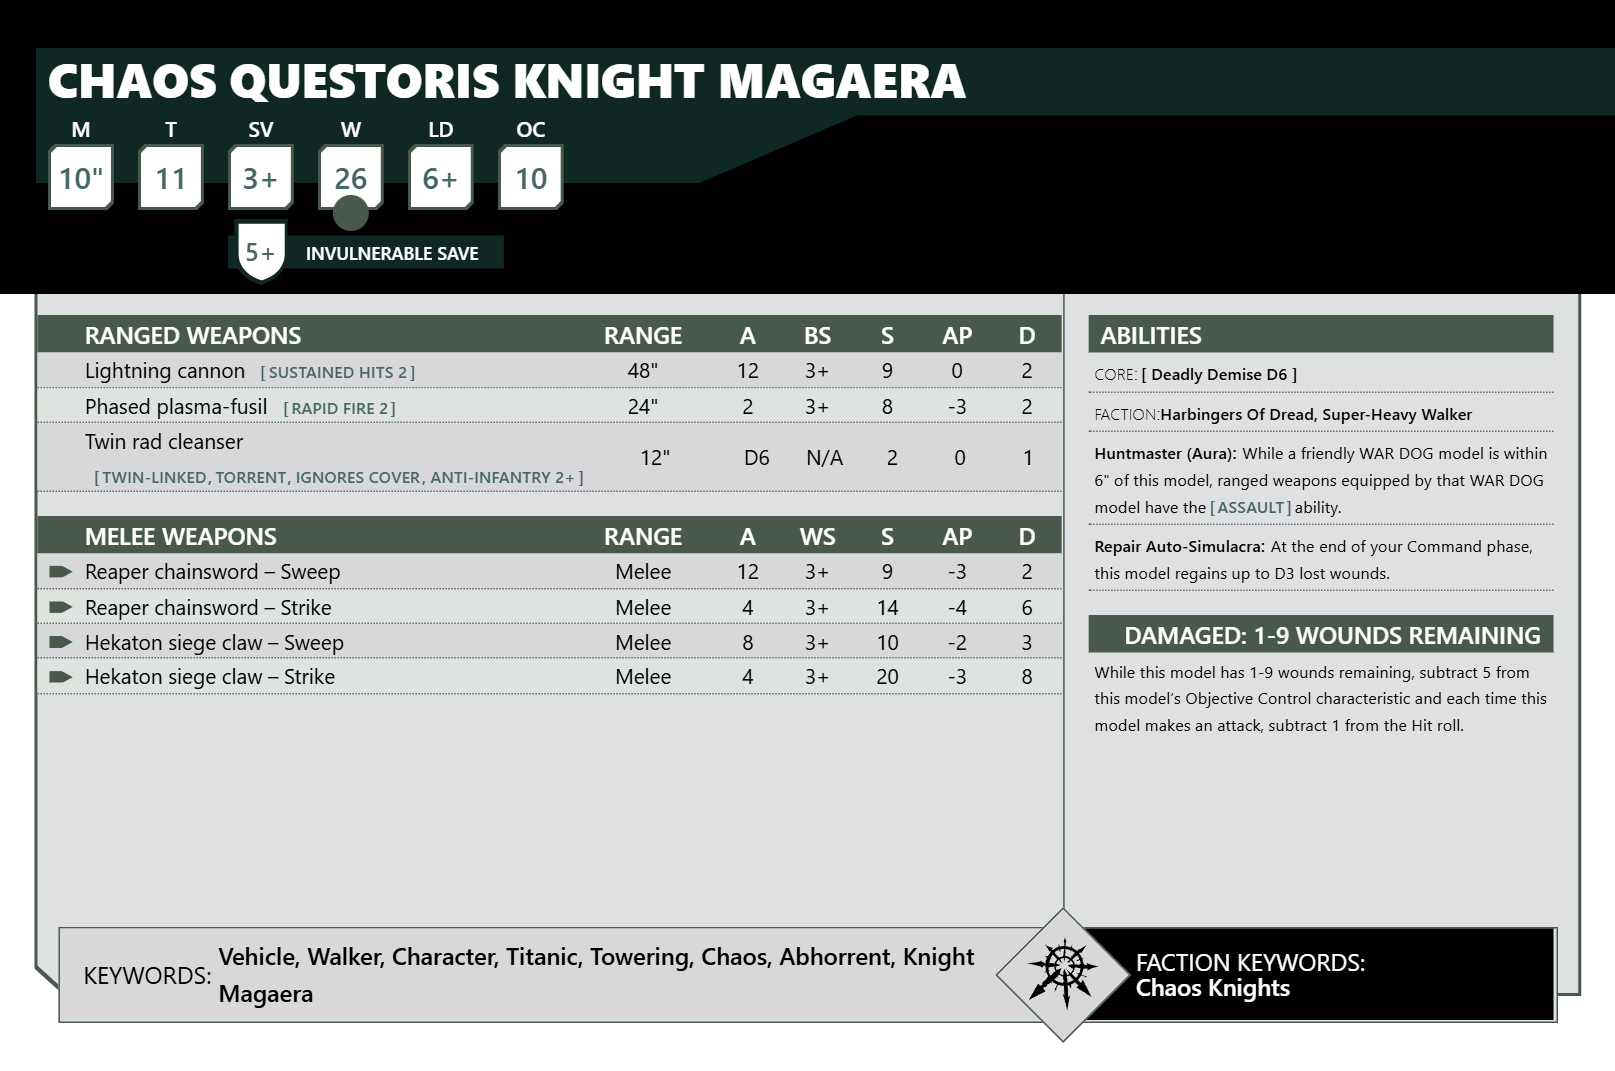 CHAOS QUESTORIS KNIGHT MAGAERA
M T SV W LD OC
10" 11 3+ 26 6+ 10
5+ INVULNERABLE SAVE
RANGED WEAPONS RANGE A BS S AP D
Lightning cannon [ SUSTAINED HITS 2 ] 48" 12 3+ 9 0 2
Phased plasma-fusil [ RAPID FIRE 2 ] 24" 2 3+ 8 -3 2
Twin rad cleanser
12" D6 N/A 2 0 1
[ TWIN-LINKED, TORRENT, IGNORES COVER, ANTI-INFANTRY 2+ ]
MELEE WEAPONS RANGE A WS S AP D
Reaper chainsword – Sweep Melee 12 3+ 9 -3 2
Reaper chainsword – Strike Melee 4 3+ 14 -4 6
Hekaton siege claw – Sweep Melee 8 3+ 10 -2 3
Hekaton siege claw – Strike Melee 4 3+ 20 -3 8
ABILITIES
CORE: [ Deadly Demise D6 ]
FACTION:Harbingers Of Dread, Super-Heavy Walker
Huntmaster (Aura): While a friendly WAR DOG model is within
6" of this model, ranged weapons equipped by that WAR DOG
model have the [ ASSAULT ] ability.
Repair Auto-Simulacra: At the end of your Command phase,
this model regains up to D3 lost wounds.
DAMAGED: 1-9 WOUNDS REMAINING
While this model has 1-9 wounds remaining, subtract 5 from
this model’s Objective Control characteristic and each time this
model makes an attack, subtract 1 from the Hit roll.
KEYWORDS: Vehicle, Walker, Character, Titanic, Towering, Chaos, Abhorrent, Knight
Magaera
FACTION KEYWORDS:
Chaos Knights